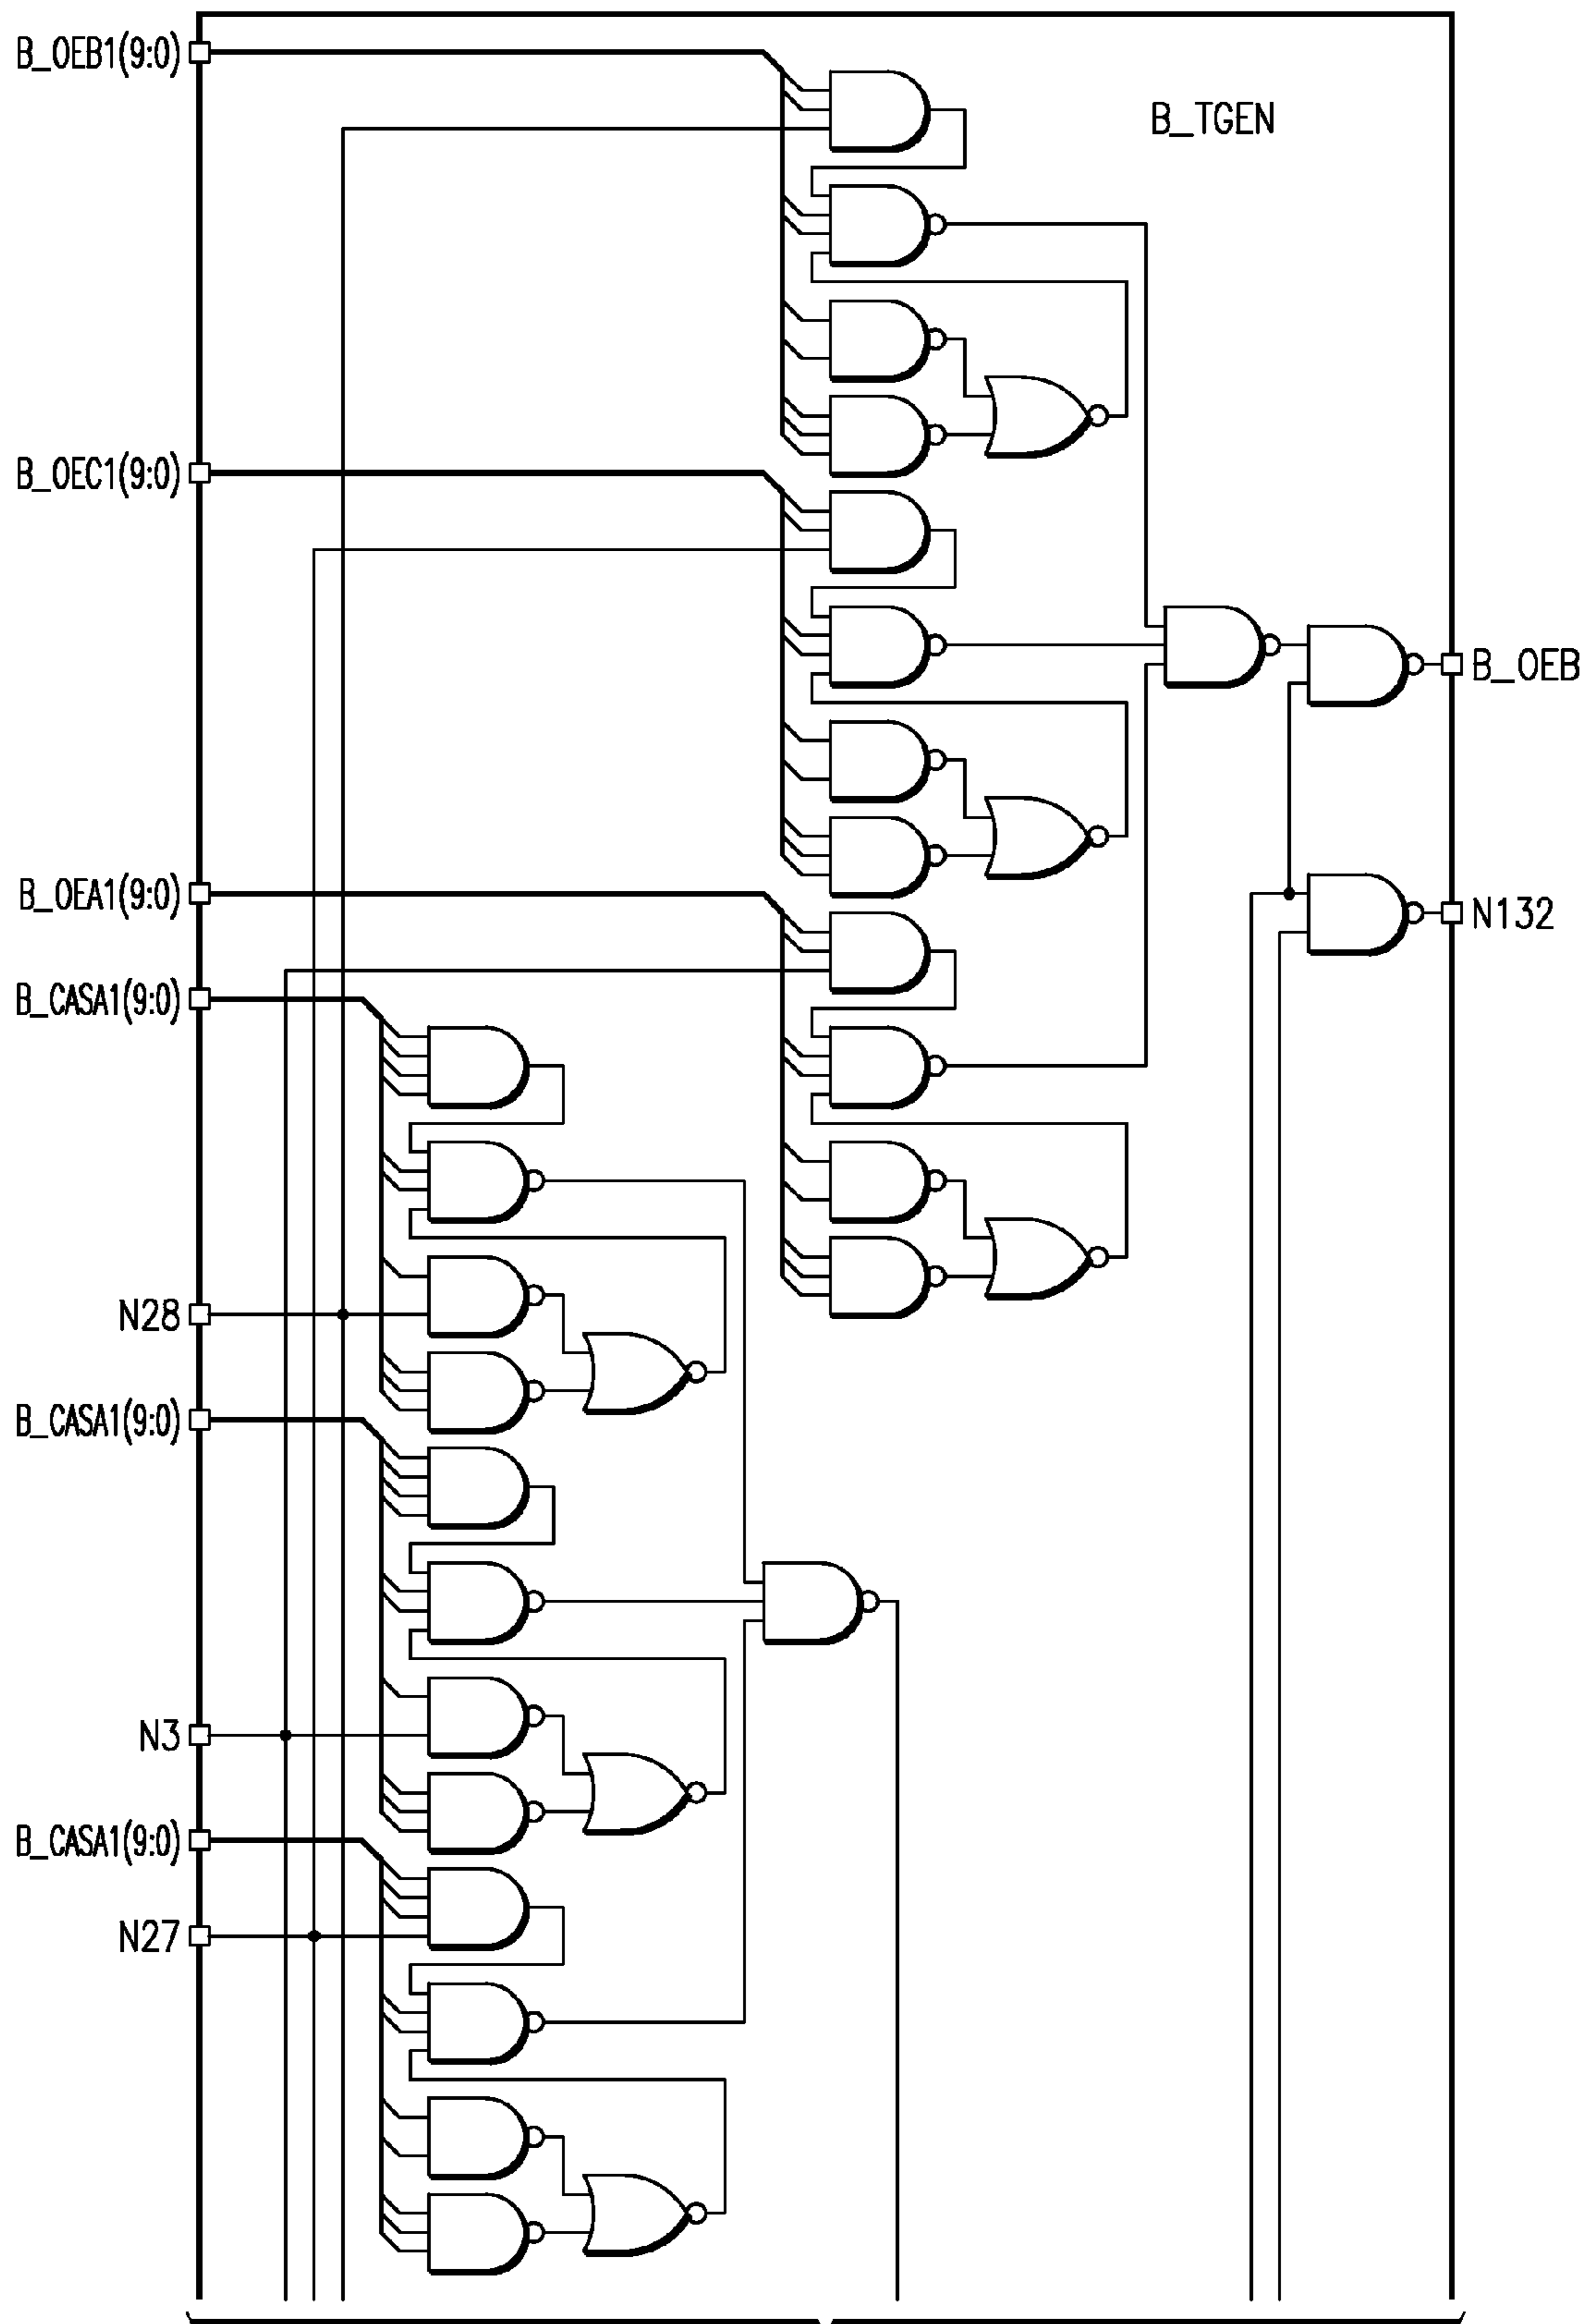 B_OEB1(9:0)
B_TGEN
B_OEC1(9:0)
B_OEB
B_OEA1(9:0)
N132
B_CASA1(9:0)
N28
B_CASA1(9:0)
N3
B_CASA1(9:0)
N27